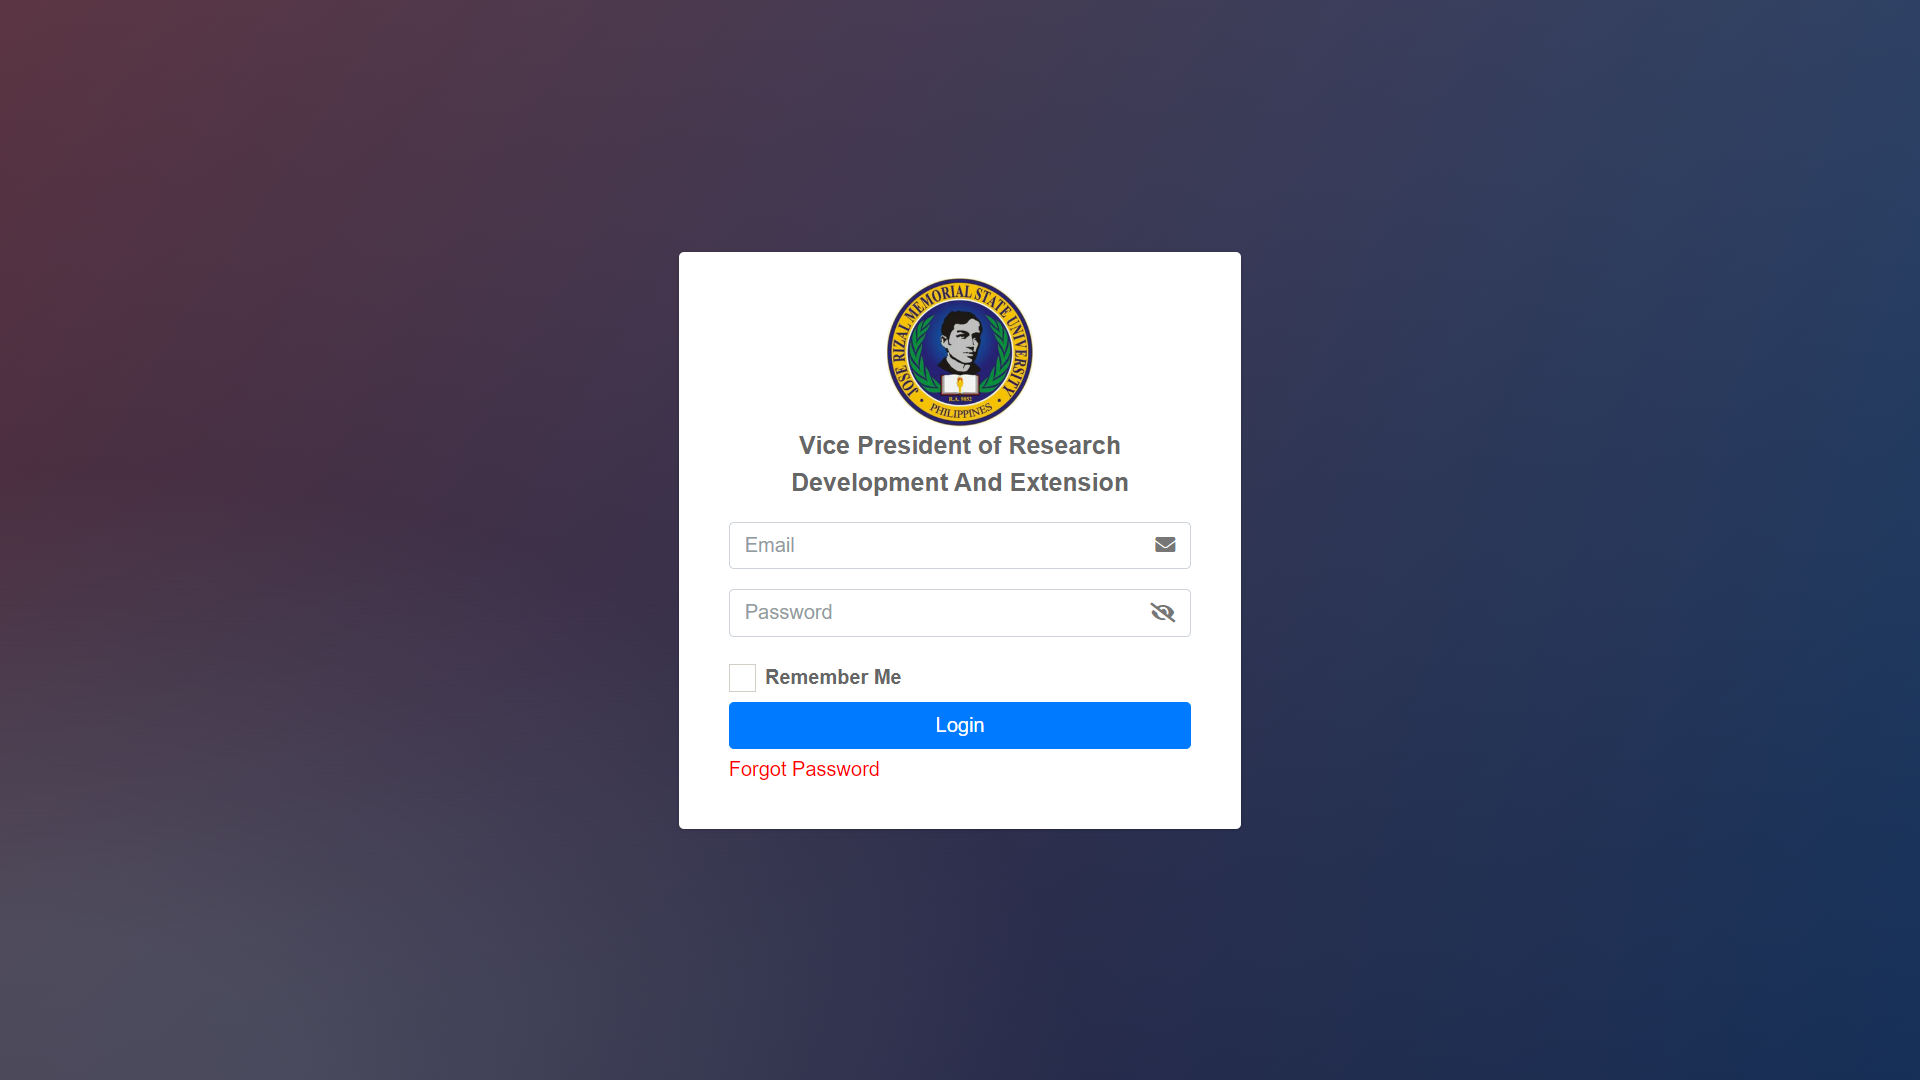 JOSE RIZAL MEMORIAL STATE UNIVERSITY
R.A. 9852
PHILIPPINES
Vice President of Research
Development And Extension
Email
Password
Remember Me
Login
Forgot Password